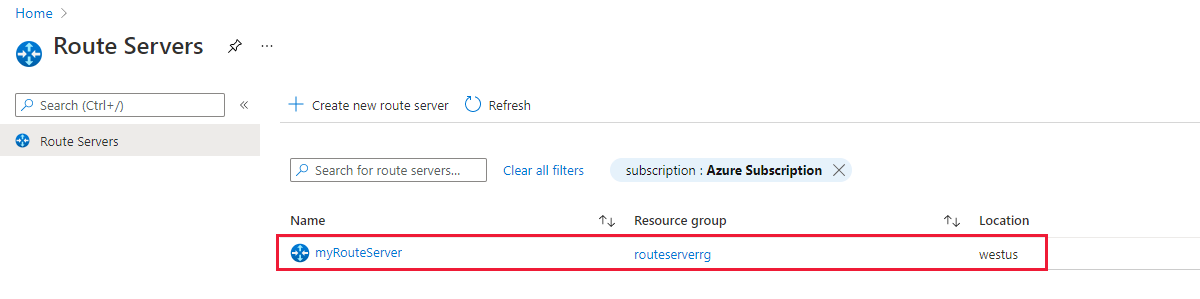 Home >
Route Servers ...
Search (Ctrl+/) «
Route Servers
+ Create new route server Refresh
Search for route servers... Clear all filters subscription : Azure Subscription
Name ↑↓ Resource group ↑↓ Location
myRouteServer routeserverrg westus